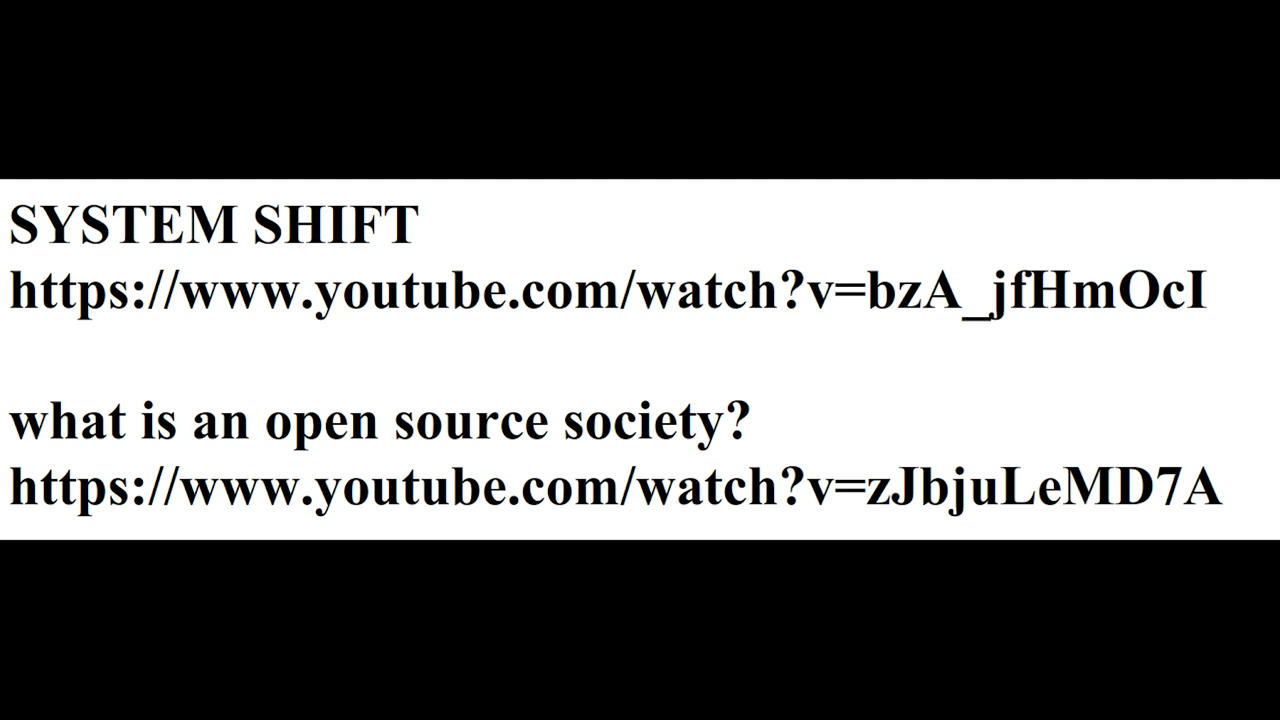 SYSTEM SHIFT
https://www.youtube.com/watch?v=bzA_jfHmOcI
what is an open source society?
https://www.youtube.com/watch?v=zJbjuLeMD7A